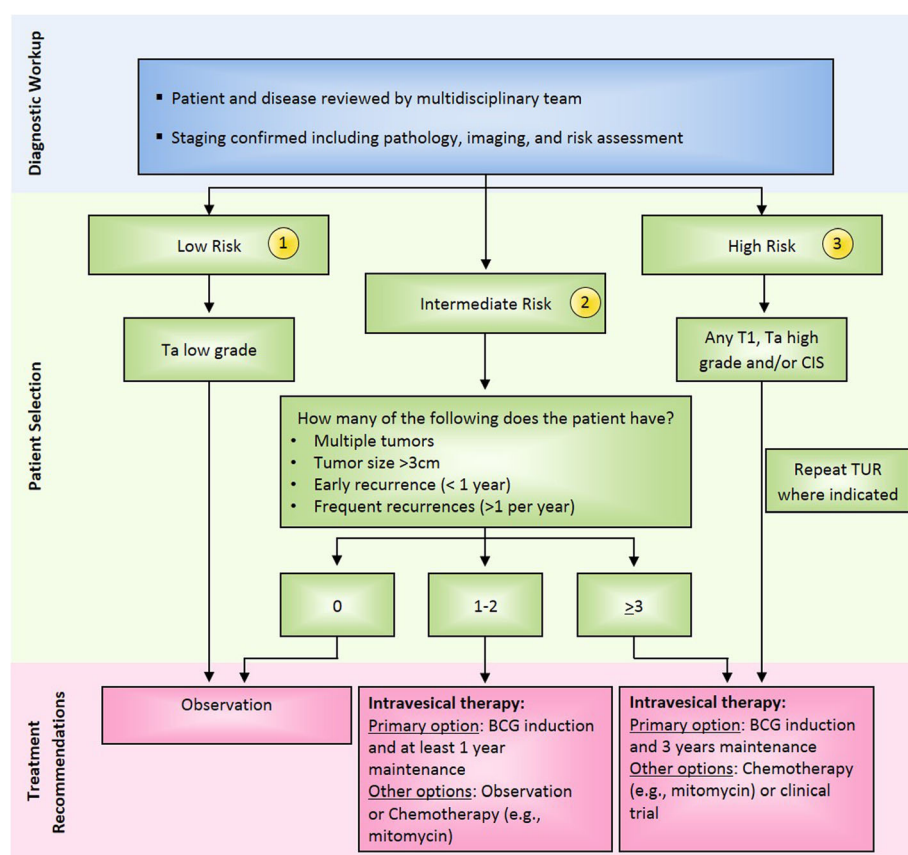 Diagnostic Workup
▪ Patient and disease reviewed by multidisciplinary team
▪ Staging confirmed including pathology, imaging, and risk assessment
Patient Selection
Low Risk
1
Intermediate Risk
2
High Risk
3
Ta low grade
Any T1, Ta high
grade and/or CIS
How many of the following does the patient have?
• Multiple tumors
• Tumor size >3cm
• Early recurrence (< 1 year)
• Frequent recurrences (>1 per year)
Repeat TUR
where indicated
0
1-2
≥3
Treatment
Recommendations
Observation
Intravesical therapy:
Primary option: BCG induction
and at least 1 year
maintenance
Other options: Observation
or Chemotherapy (e.g.,
mitomycin)
Intravesical therapy:
Primary option: BCG induction
and 3 years maintenance
Other options: Chemotherapy
(e.g., mitomycin) or clinical
trial